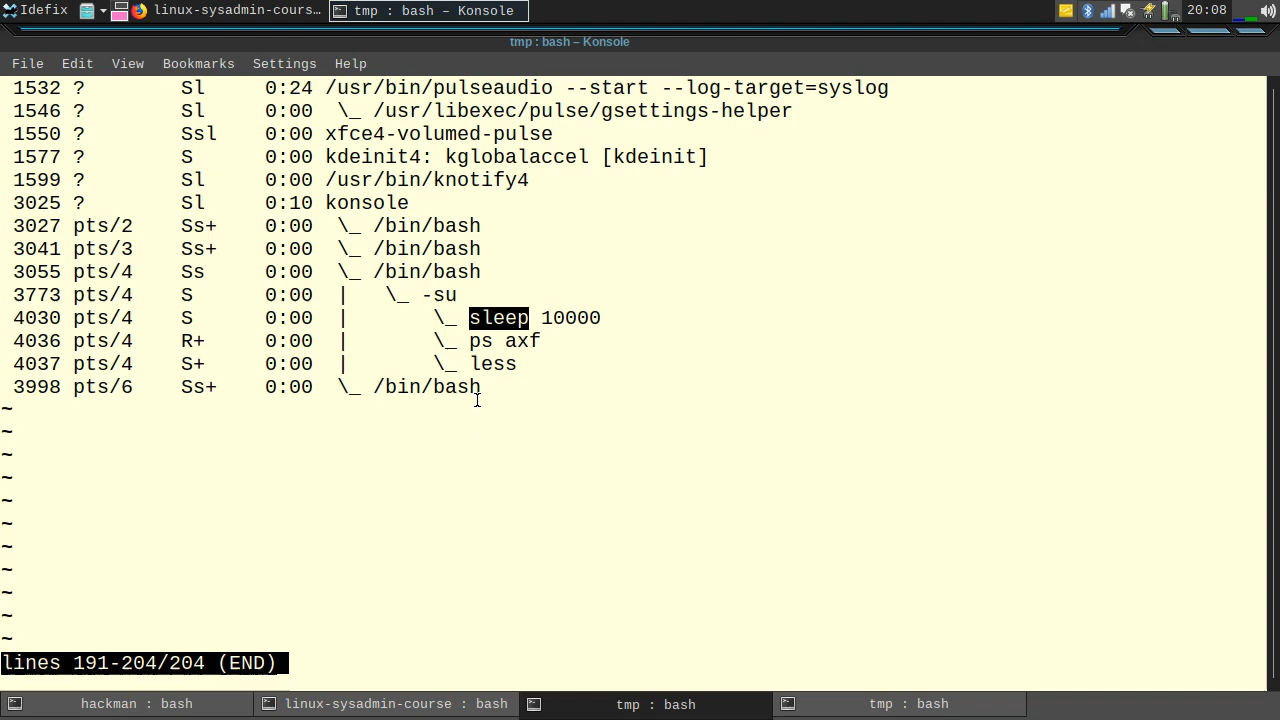 Idefix linux-sysadmin-cours… tmp : bash – Konsole 20:08
tmp : bash – Konsole
File Edit View Bookmarks Settings Help
1532 ? Sl 0:24 /usr/bin/pulseaudio --start --log-target=syslog
1546 ? Sl 0:00 \_ /usr/libexec/pulse/gsettings-helper
1550 ? Ssl 0:00 xfce4-volumed-pulse
1577 ? S 0:00 kdeinit4: kglobalaccel [kdeinit]
1599 ? Sl 0:00 /usr/bin/knotify4
3025 ? Sl 0:10 konsole
3027 pts/2 Ss+ 0:00 \_ /bin/bash
3041 pts/3 Ss+ 0:00 \_ /bin/bash
3055 pts/4 Ss 0:00 \_ /bin/bash
3773 pts/4 S 0:00 | \_ -su
4030 pts/4 S 0:00 | \_ sleep 10000
4036 pts/4 R+ 0:00 | \_ ps axf
4037 pts/4 S+ 0:00 | \_ less
3998 pts/6 Ss+ 0:00 \_ /bin/bash
~
~
~
~
~
~
~
~
~
~
~
lines 191-204/204 (END)
hackman : bash linux-sysadmin-course : bash tmp : bash tmp : bash